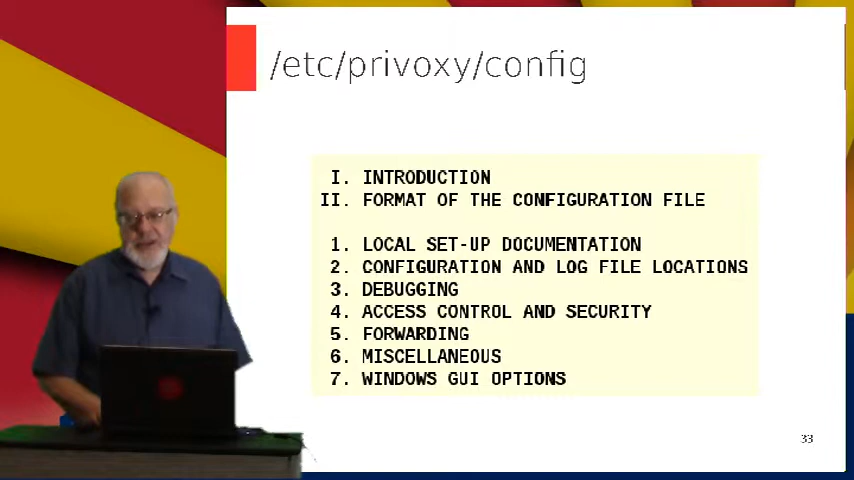 /etc/privoxy/config
I. INTRODUCTION
II. FORMAT OF THE CONFIGURATION FILE
1. LOCAL SET-UP DOCUMENTATION
2. CONFIGURATION AND LOG FILE LOCATIONS
3. DEBUGGING
4. ACCESS CONTROL AND SECURITY
5. FORWARDING
6. MISCELLANEOUS
7. WINDOWS GUI OPTIONS
33